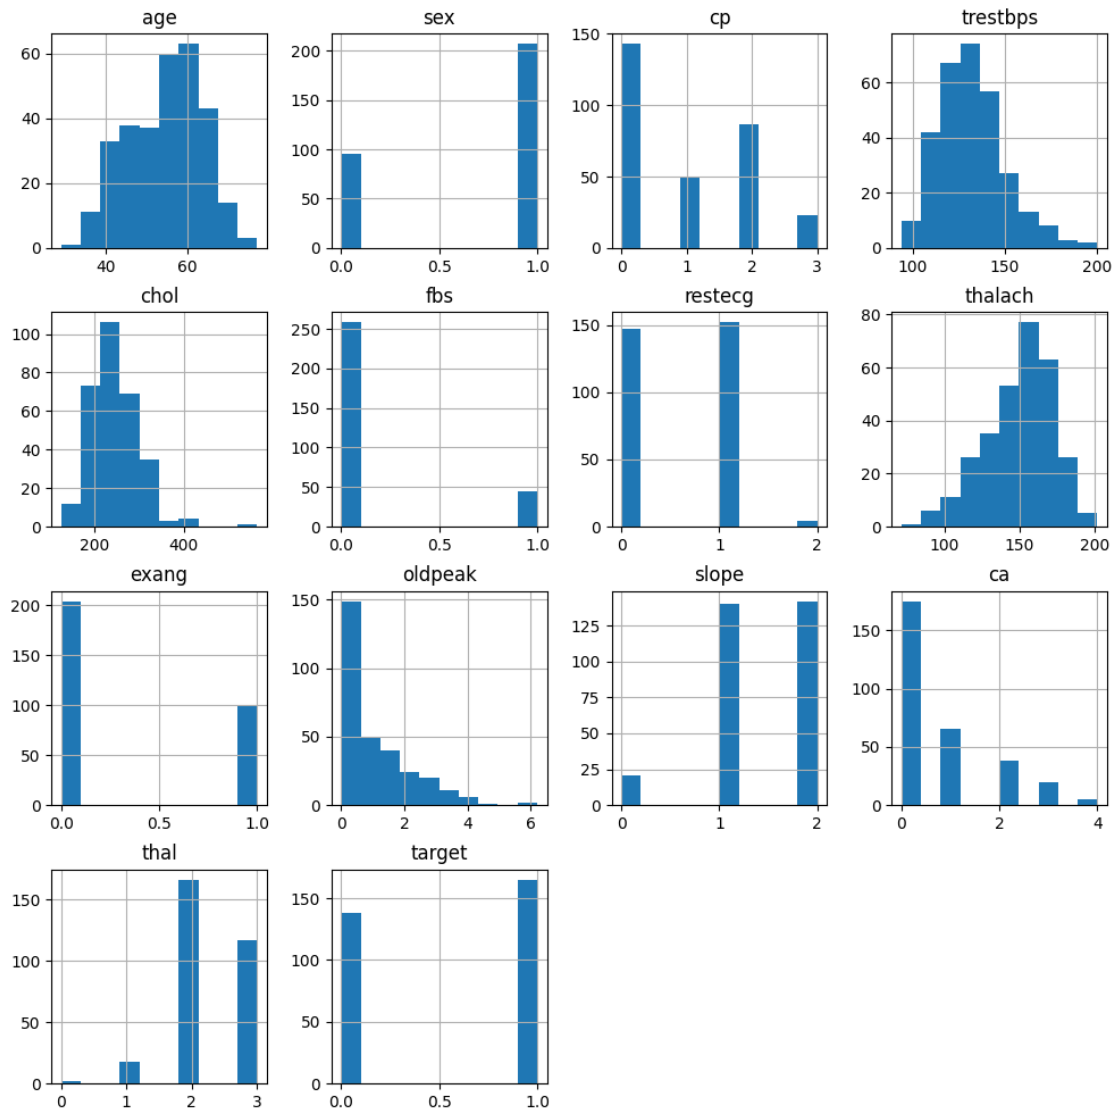 age
60
40
20
0
40 60
sex
200
150
100
50
0
0.0 0.5 1.0
cp
150
100
50
0
0 1 2 3
trestbps
60
40
20
0
100 150 200
chol
100
80
60
40
20
0
200 400
fbs
250
200
150
100
50
0
0.0 0.5 1.0
restecg
150
100
50
0
0 1 2
thalach
80
60
40
20
0
100 150 200
exang
200
150
100
50
0
0.0 0.5 1.0
oldpeak
150
100
50
0
0 2 4 6
slope
125
100
75
50
25
0
0 1 2
ca
150
100
50
0
0 2 4
thal
150
100
50
0
0 1 2 3
target
150
100
50
0
0.0 0.5 1.0